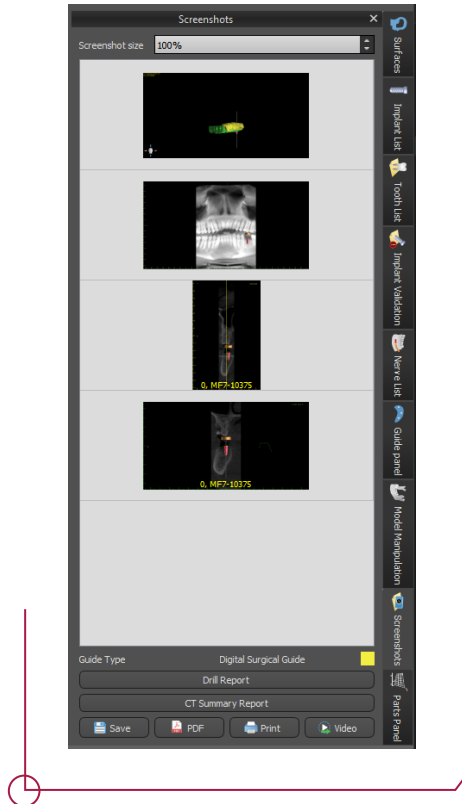 Screenshots
Screenshot size 100%
0, MF7-10375
0, MF7-10375
Guide Type Digital Surgical Guide
Drill Report
CT Summary Report
Save PDF Print Video
Surfaces
Implant List
Tooth List
Implant Validation
Nerve List
Guide panel
Model Manipulation
Screenshots
Parts Panel